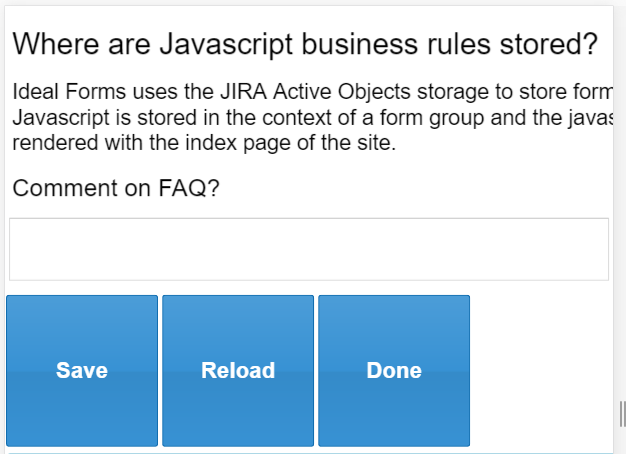 Where are Javascript business rules stored?
Ideal Forms uses the JIRA Active Objects storage to store form
Javascript is stored in the context of a form group and the
rendered with the index page of the site.
Comment on FAQ?
Save Reload Done